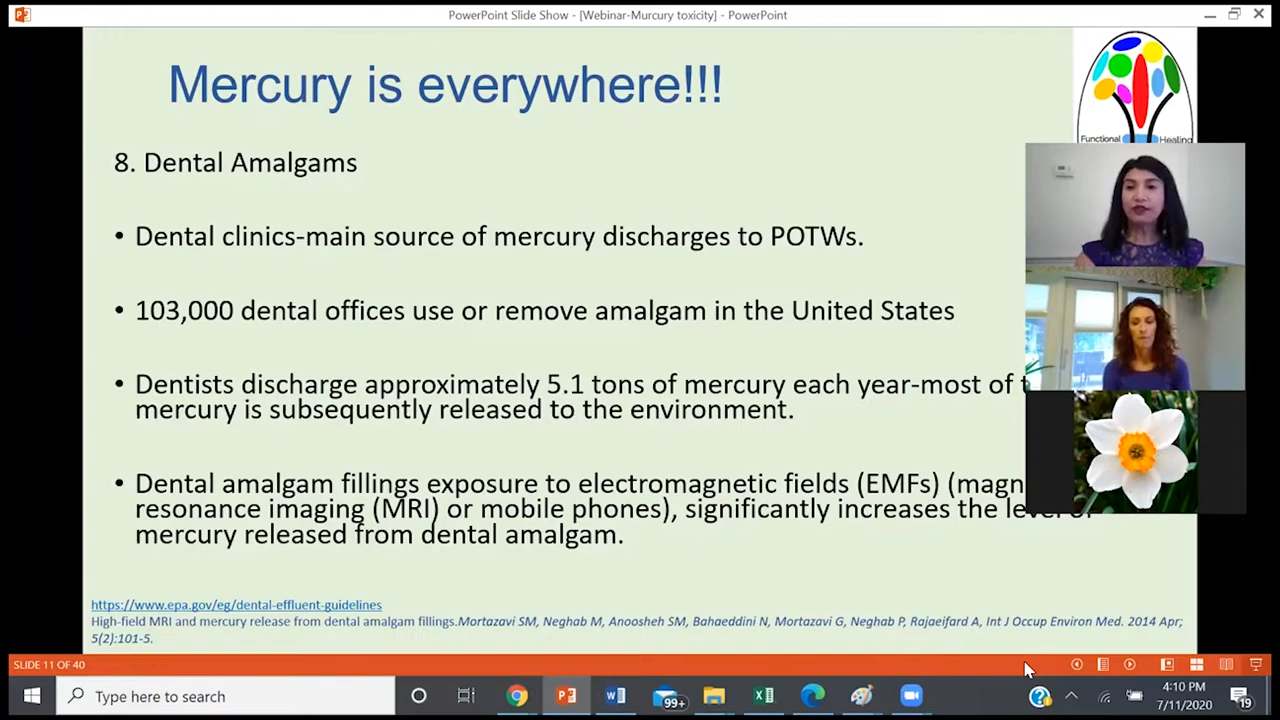 PowerPoint Slide Show - [Webinar-Murcury toxicity] - PowerPoint
Mercury is everywhere!!!
Functional Healing
8. Dental Amalgams
• Dental clinics-main source of mercury discharges to POTWs.
• 103,000 dental offices use or remove amalgam in the United States
• Dentists discharge approximately 5.1 tons of mercury each year-most of
mercury is subsequently released to the environment.
• Dental amalgam fillings exposure to electromagnetic fields (EMFs) (magn
resonance imaging (MRI) or mobile phones), significantly increases the level of
mercury released from dental amalgam.
https://www.epa.gov/eg/dental-effluent-guidelines
High-field MRI and mercury release from dental amalgam fillings.Mortazavi SM, Neghab M, Anoosheh SM, Bahaeddini N, Mortazavi G, Neghab P, Rajaeifard A, Int J Occup Environ Med. 2014 Apr;
5(2):101-5.
SLIDE 11 OF 40
Type here to search
99+
4:10 PM
7/11/2020
19